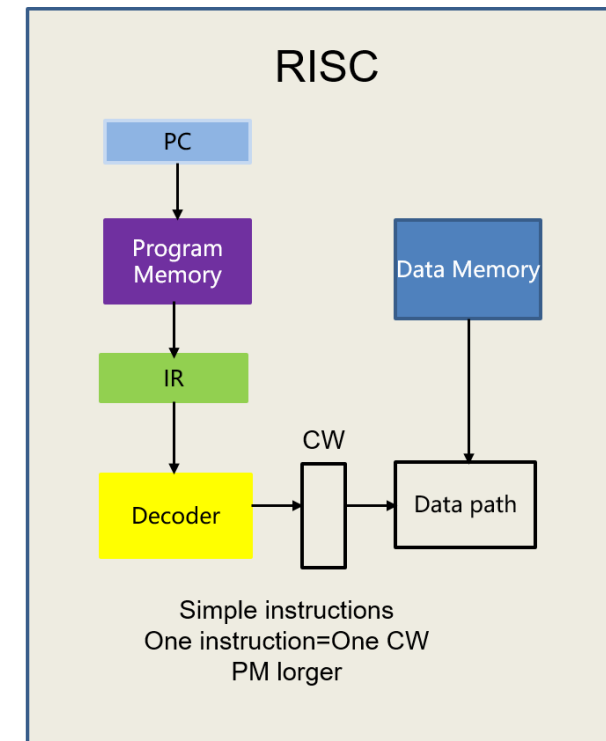 RISC
PC
Program
Memory
Data Memory
IR
CW
Decoder
Data path
Simple instructions
One instruction=One CW
PM lorger